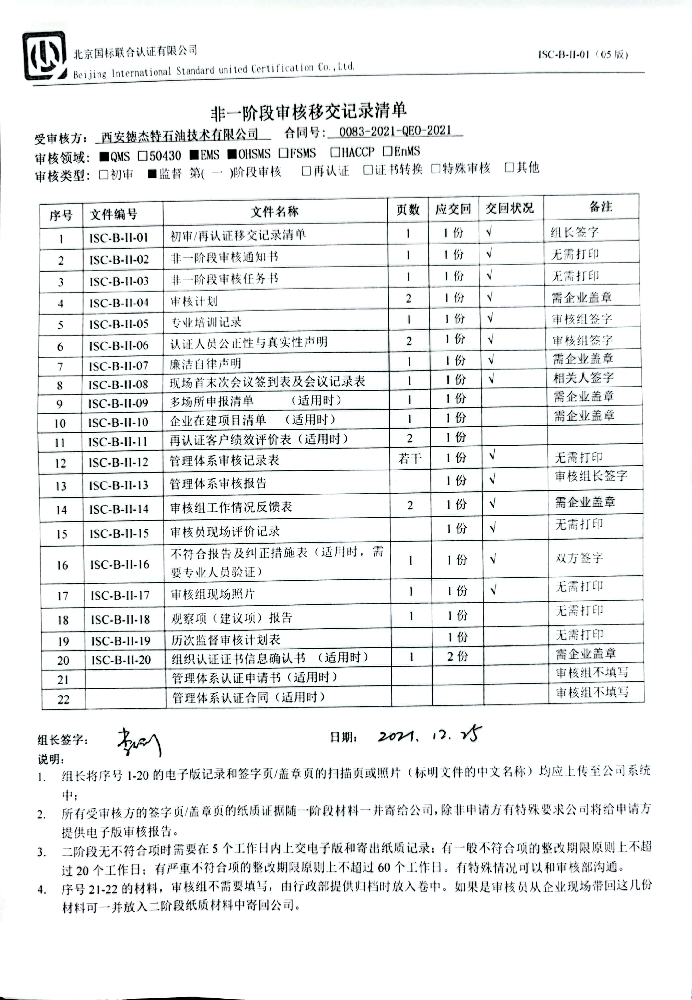 北京国标联合认证有限公司 ISC-B-II-01（05 版）
Beijing International Standard united Certification Co.,Ltd.
非一阶段审核移交记录清单
受审核方： 西安德杰特石油技术有限公司 合同号： 0083-2021-QEO-2021
审核领域：■QMS □50430 ■EMS ■OHSMS □FSMS □HACCP □EnMS
审核类型：□初审 ■监督 第( 一 )阶段审核 □再认证 □证书转换 □特殊审核 □其他
序号 文件编号 文件名称 页数 应交回 交回状况 备注
1 ISC-B-II-01 初审/再认证移交记录清单 1 1 份 √ 组长签字
2 ISC-B-II-02 非一阶段审核通知书 1 1 份 √ 无需打印
3 ISC-B-II-03 非一阶段审核任务书 1 1 份 √ 无需打印
4 ISC-B-II-04 审核计划 2 1 份 √ 需企业盖章
5 ISC-B-II-05 专业培训记录 1 1 份 √ 审核组签字
6 ISC-B-II-06 认证人员公正性与真实性声明 2 1 份 √ 审核组签字
7 ISC-B-II-07 廉洁自律声明 1 1 份 √ 需企业盖章
8 ISC-B-II-08 现场首末次会议签到表及会议记录表 1 1 份 √ 相关人签字
9 ISC-B-II-09 多场所申报清单 （适用时） 1 1 份 需企业盖章
10 ISC-B-II-10 企业在建项目清单 （适用时） 1 1 份 需企业盖章
11 ISC-B-II-11 再认证客户绩效评价表（适用时） 2 1 份
12 ISC-B-II-12 管理体系审核记录表 若干 1 份 √ 无需打印
13 ISC-B-II-13 管理体系审核报告 1 份 √ 审核组长签字
14 ISC-B-II-14 审核组工作情况反馈表 2 1 份 √ 需企业盖章
15 ISC-B-II-15 审核员现场评价记录 1 份 √ 无需打印
16 ISC-B-II-16 不符合报告及纠正措施表（适用时，需 1 1 份 √ 双方签字
要专业人员验证）
17 ISC-B-II-17 审核组现场照片 1 1 份 √ 无需打印
18 ISC-B-II-18 观察项（建议项）报告 1 1 份 无需打印
19 ISC-B-II-19 历次监督审核计划表 1 份 无需打印
20 ISC-B-II-20 组织认证证书信息确认书 （适用时） 1 2 份 需企业盖章
21 管理体系认证申请书（适用时） 审核组不填写
22 管理体系认证合同（适用时） 审核组不填写
组长签字： 日期： 2021. 12. 25
说明：
1. 组长将序号 1-20 的电子版记录和签字页/盖章页的扫描页或照片（标明文件的中文名称）均应上传至公司系统
中；
2. 所有受审核方的签字页/盖章页的纸质证据随一阶段材料一并寄给公司,除非申请方有特殊要求公司将给申请方
提供电子版审核报告。
3. 二阶段无不符合项时需要在 5 个工作日内上交电子版和寄出纸质记录；有一般不符合项的整改期限原则上不超
过 20 个工作日；有严重不符合项的整改期限原则上不超过 60 个工作日。有特殊情况可以和审核部沟通。
4. 序号 21-22 的材料，审核组不需要填写，由行政部提供归档时放入卷中。如果是审核员从企业现场带回这几份
材料可一并放入二阶段纸质材料中寄回公司。